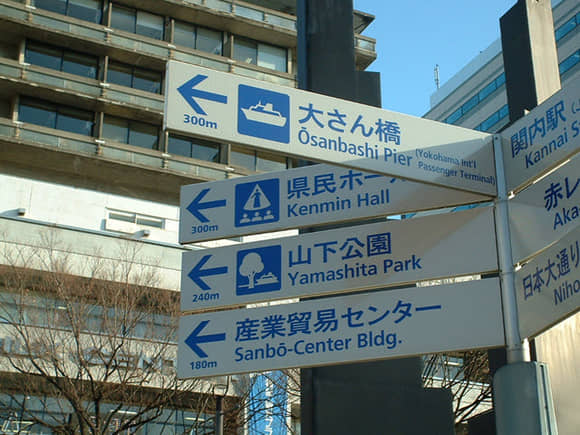 300m
大さん橋
Ōsanbashi Pier (Yokohama int'l
Passenger Terminal)
300m
県民ホール
Kenmin Hall
240m
山下公園
Yamashita Park
180m
産業貿易センター
Sanbō-Center Bldg.
関内駅
Kannai
赤レ
Aka
日本大通り
Niho